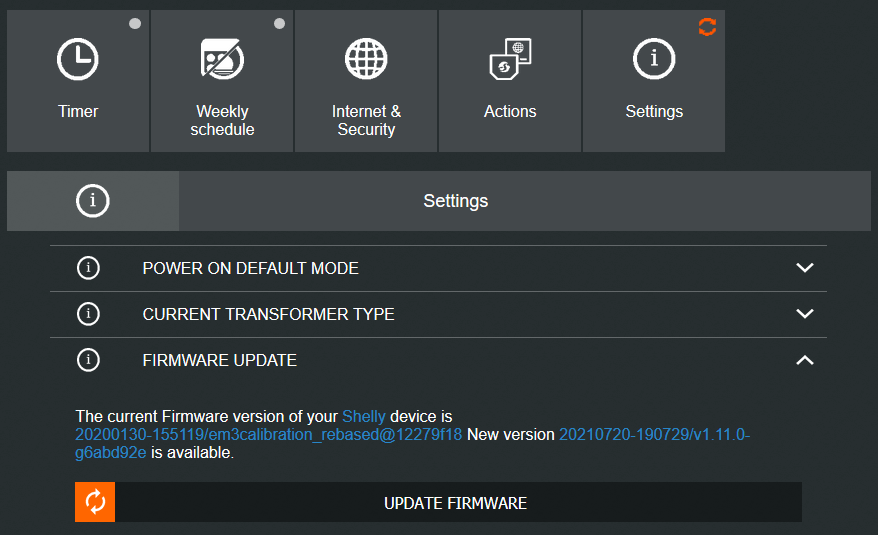 Timer
Weekly
schedule
Internet &
Security
Actions
Settings
Settings
POWER ON DEFAULT MODE
CURRENT TRANSFORMER TYPE
FIRMWARE UPDATE
The current Firmware version of your Shelly device is
20200130-155119/em3calibration_rebased@12279f18 New version 20210720-190729/v1.11.0-
g6abd92e is available.
UPDATE FIRMWARE